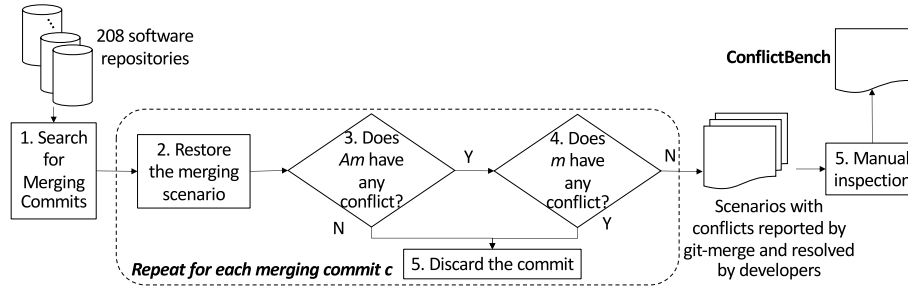 208 software
repositories
ConflictBench
1. Search
for
Merging
Commits
2. Restore
the merging
scenario
3. Does
Am have
any
conflict?
Y
N
4. Does
m have
any
conflict?
N
Y
5. Discard the commit
Repeat for each merging commit c
Scenarios with
conflicts reported by
git-merge and resolved
by developers
5. Manual
inspection